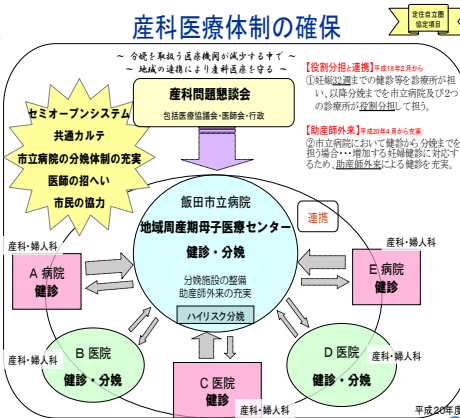 産科医療体制の確保
定住自立圏
協定項目
～ 分娩を取扱う医療機関が減少する中で ～
～ 地域の連携により産科医療を守る ～
【役割分担と連携】平成18年2月から
①妊娠32週までの健診等を診療所が担
い、以降分娩までを市立病院及び2つ
の診療所が役割分担して担う。
【助産師外来】平成20年4月から充実
②市立病院において健診から分娩までを
担う場合・・・増加する妊婦健診に対応す
るため、助産師外来による健診を充実。
産科問題懇談会
包括医療協議会・医師会・行政
セミオープンシステム
共通カルテ
市立病院の分娩体制の充実
医師の招へい
市民の協力
飯田市立病院
地域周産期母子医療センター
健診・分娩
分娩施設の整備
助産師外来の充実
ハイリスク分娩
連携
産科・婦人科
A 病院
健診
産科・婦人科
E 病院
健診
産科・婦人科
B 医院
健診・分娩
C 医院
健診
産科・婦人科
D 医院
健診・分娩
産科・婦人科
平成20年度